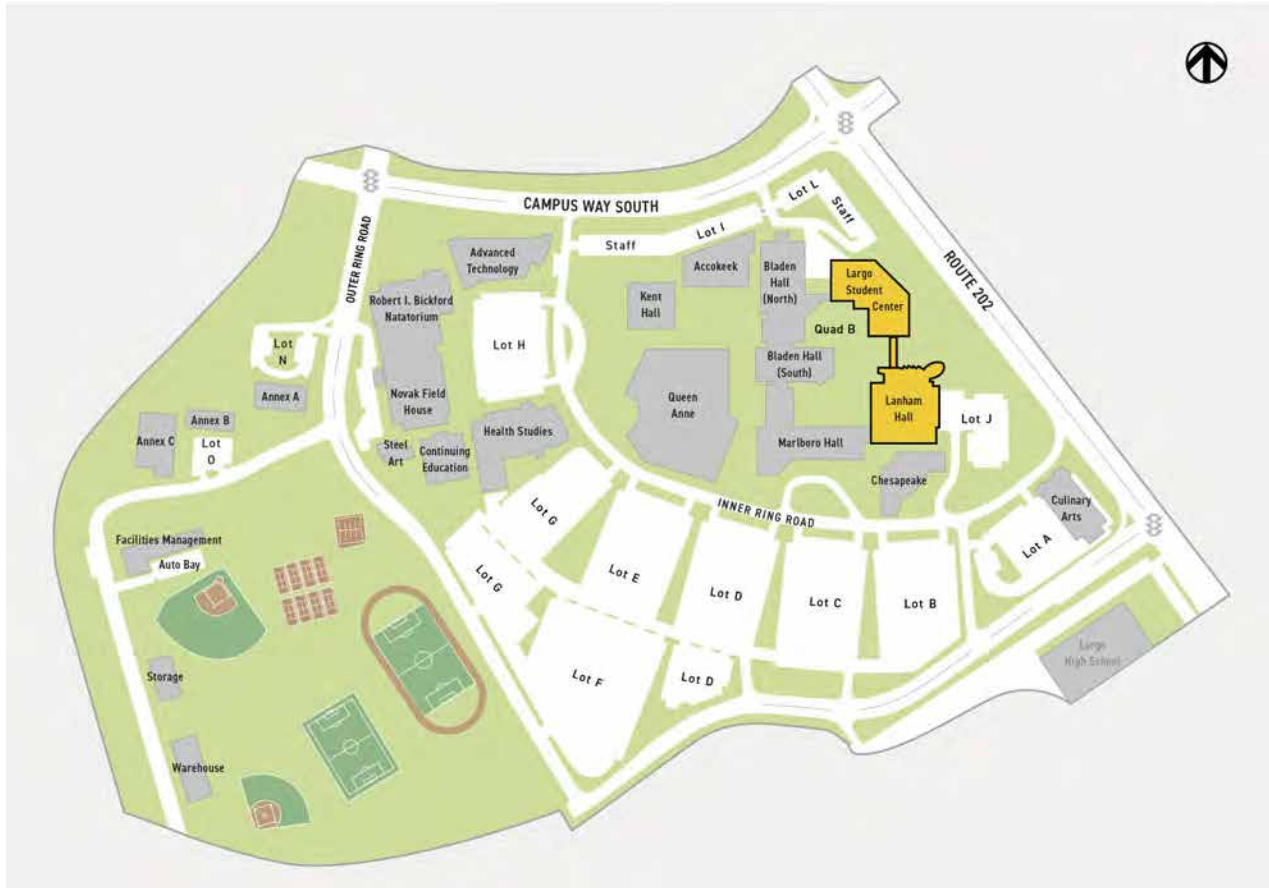 CAMPUS WAY SOUTH
OUTER RING ROAD
ROUTE 202
INNER RING ROAD
Lot L
Staff
Staff
Lot I
Advanced
Technology
Accokeek
Bladen
Hall
(North)
Largo
Student
Center
Robert I. Bickford
Natatorium
Kent
Hall
Quad B
Lot
N
Lot H
Bladen Hall
(South)
Queen
Anne
Lanham
Hall
Annex A
Novak Field
House
Annex B
Lot J
Annex C
Lot
O
Steel
Art
Continuing
Education
Health Studies
Marlboro Hall
Chesapeake
Culinary
Arts
Lot G
Facilities Management
Auto Bay
Lot A
Lot G
Lot E
Lot D
Lot C
Lot B
Largo
High School
Storage
Lot F
Lot D
Warehouse